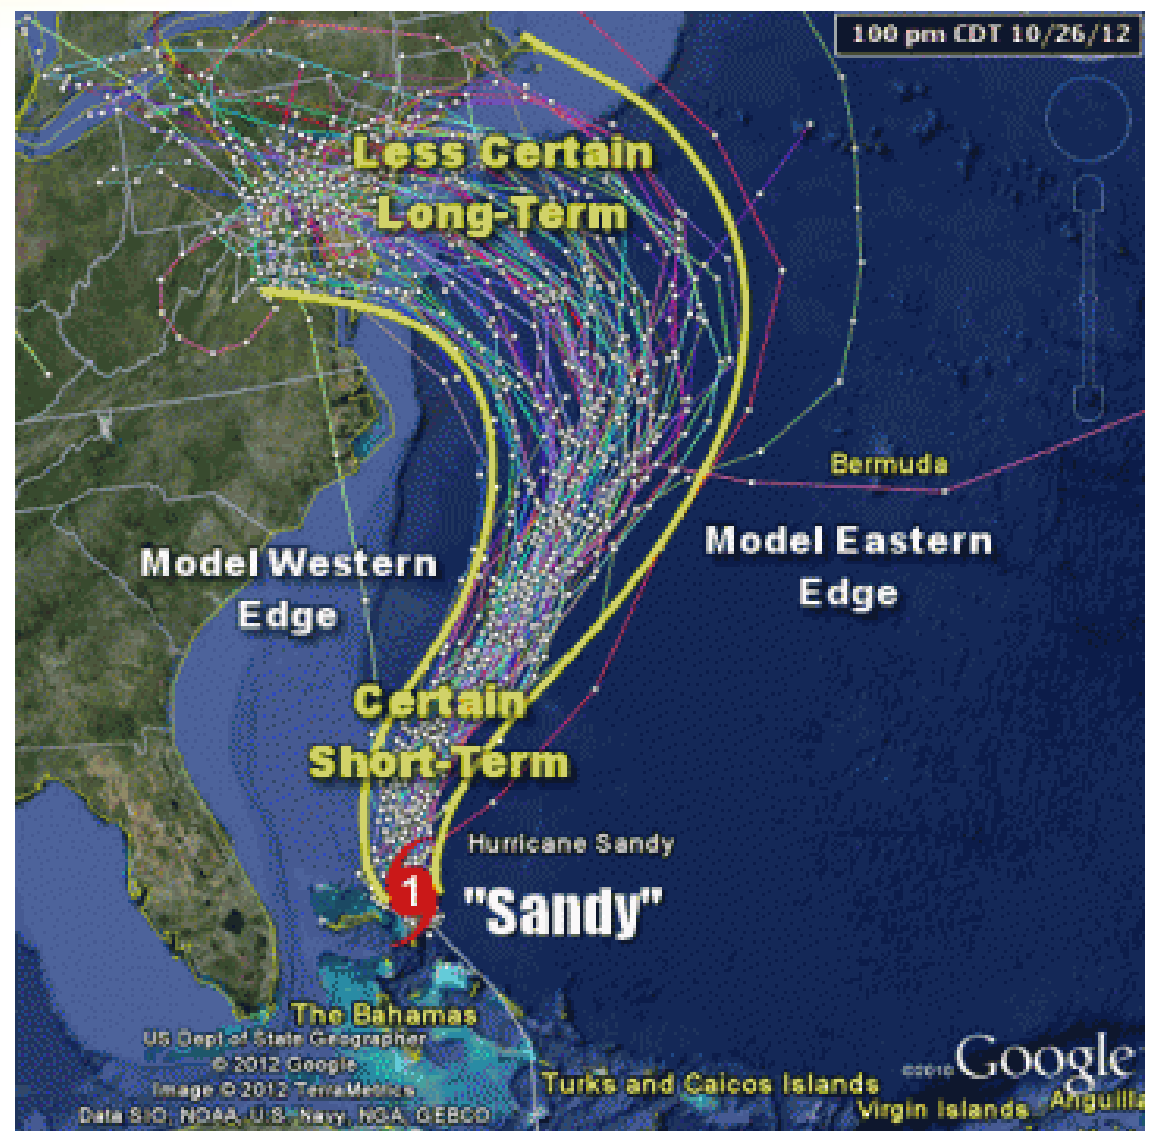 100 pm CDT 10/26/12
Less Certain
Long-Term
Bermuda
Model Western
Edge
Model Eastern
Edge
Certain
Short-Term
Hurricane Sandy
1
"Sandy"
The Bahamas
US Dept of State Geographer
© 2012 Google
Image © 2012 TerraMetrics
Data SIO, NOAA, U.S. Navy, NGA, GEBCO
©2010 Google
Turks and Caicos Islands
Virgin Islands
Anguilla